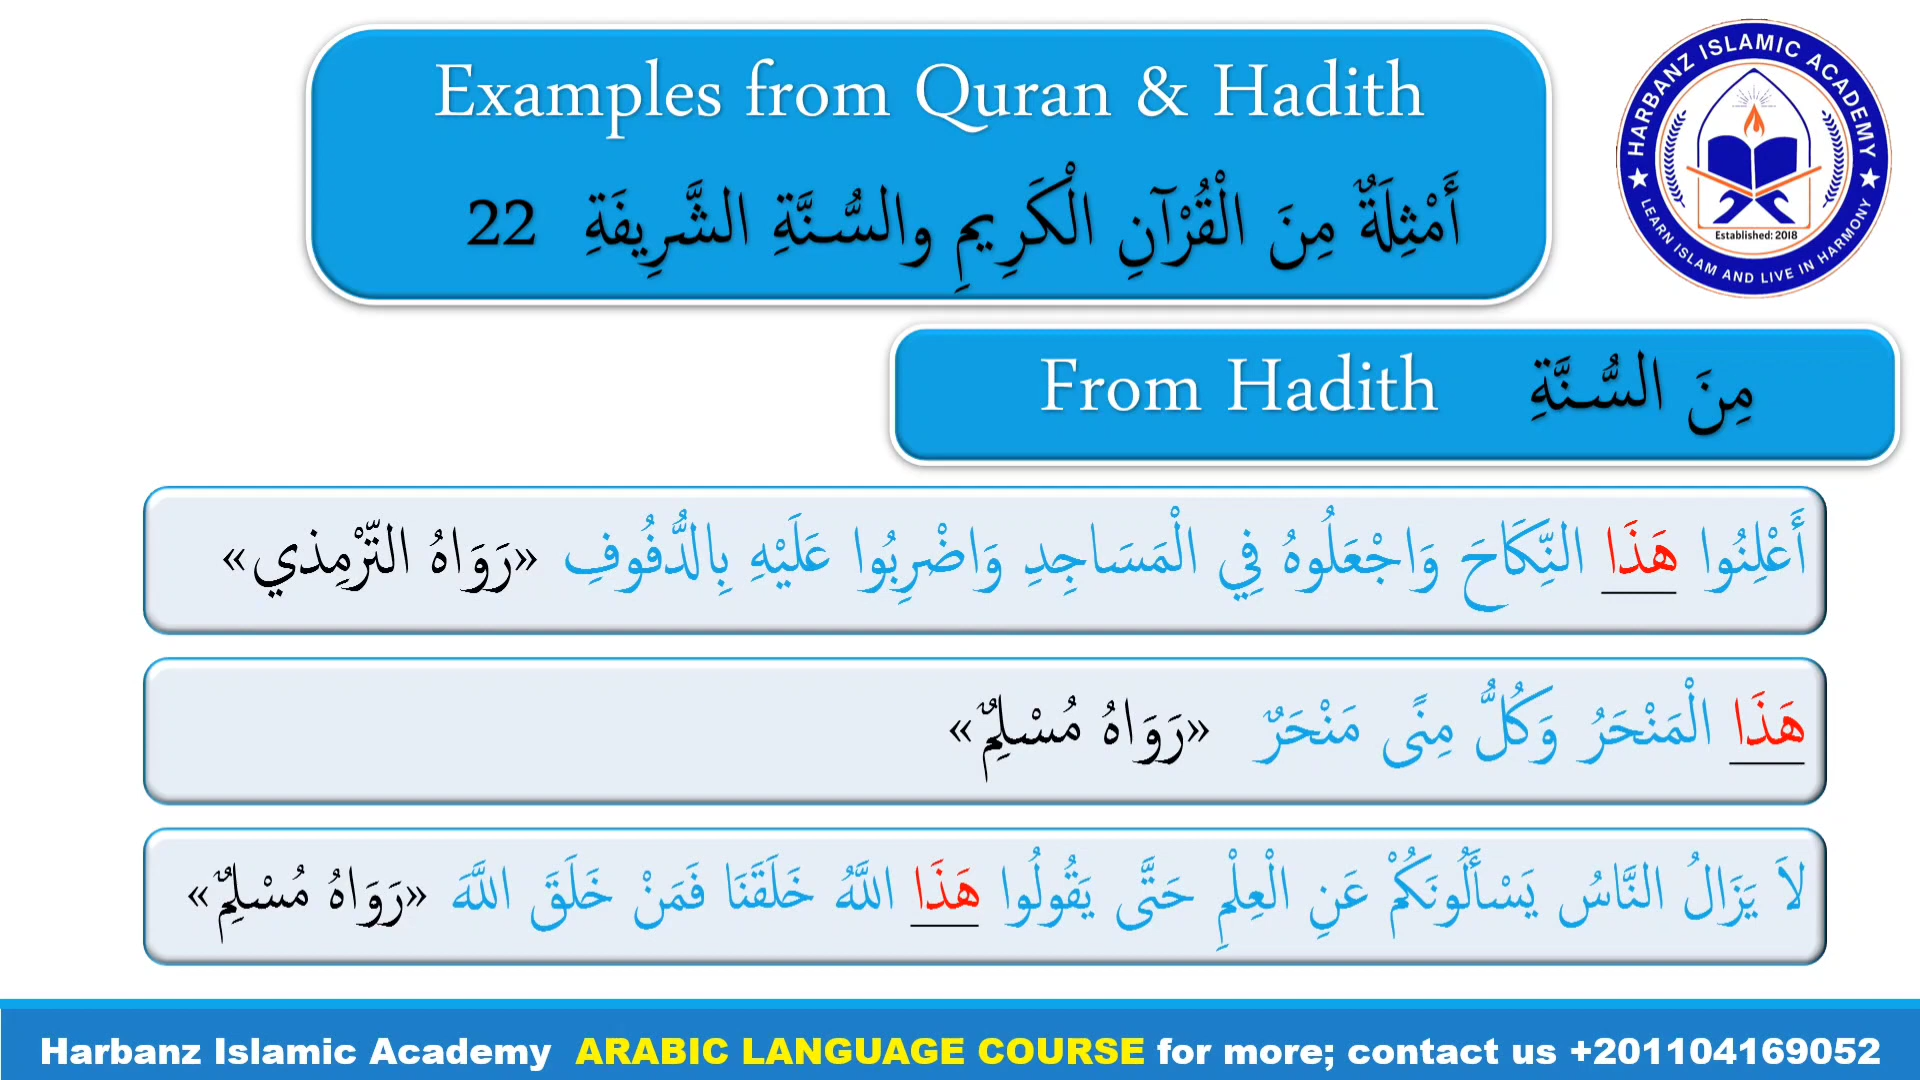 Examples from Quran & Hadith
أَمْثِلَةٌ مِنَ الْقُرْآنِ الْكَرِيمِ والسُّنَّةِ الشَّرِيفَةِ 22
HARBANZ ISLAMIC ACADEMY
Established: 2018
LEARN ISLAM AND LIVE IN HARMONY
مِنَ السُّنَّةِ From Hadith
أَعْلِنُوا هَذَا النِّكَاحَ وَاجْعَلُوهُ فِي الْمَسَاجِدِ وَاضْرِبُوا عَلَيْهِ بِالدُّفُوفِ «رَوَاهُ التِّرْمِذي»
هَذَا الْمَنْحَرُ وَكُلُّ مِنًى مَنْحَرٌ «رَوَاهُ مُسْلِمٌ»
لاَ يَزَالُ النَّاسُ يَسْأَلُونَكُمْ عَنِ الْعِلْمِ حَتَّى يَقُولُوا هَذَا اللَّهُ خَلَقَنَا فَمَنْ خَلَقَ اللَّهَ «رَوَاهُ مُسْلِمٌ»
Harbanz Islamic Academy ARABIC LANGUAGE COURSE for more; contact us +201104169052